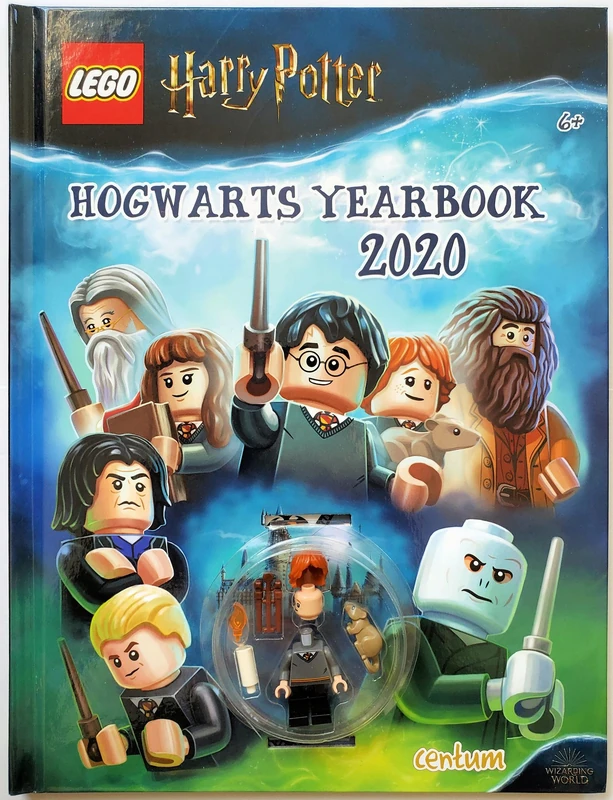 LEGO
Harry Potter
6+
HOGWARTS YEARBOOK
2020
centum
WIZARDING
WORLD